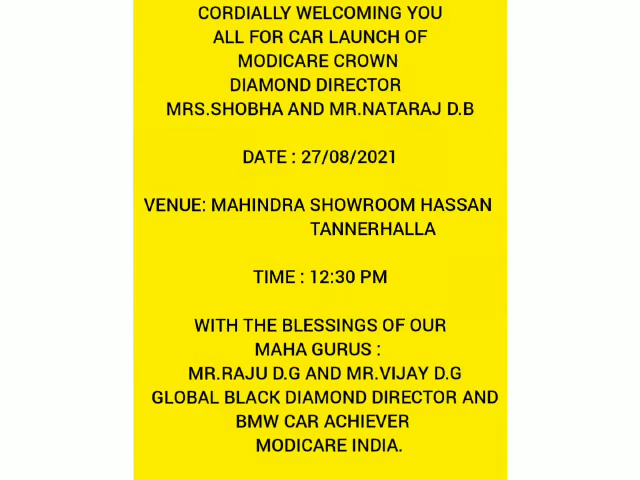 CORDIALLY WELCOMING YOU
ALL FOR CAR LAUNCH OF
MODICARE CROWN
DIAMOND DIRECTOR
MRS.SHOBHA AND MR.NATARAJ D.B
DATE : 27/08/2021
VENUE: MAHINDRA SHOWROOM HASSAN
TANNERHALLA
TIME : 12:30 PM
WITH THE BLESSINGS OF OUR
MAHA GURUS :
MR.RAJU D.G AND MR.VIJAY D.G
GLOBAL BLACK DIAMOND DIRECTOR AND
BMW CAR ACHIEVER
MODICARE INDIA.